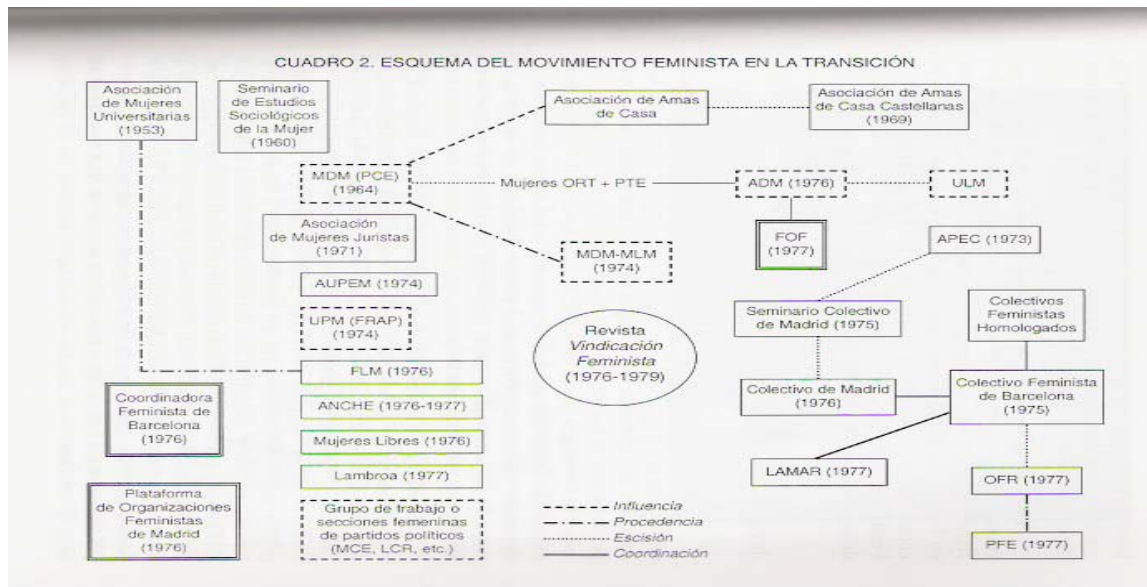 CUADRO 2. ESQUEMA DEL MOVIMIENTO FEMINISTA EN LA TRANSICIÓN
Asociación
de Mujeres
Universitarias
(1953)
Seminario
de Estudios
Sociológicos
de la Mujer
(1960)
Asociación de Amas
de Casa
Asociación de Amas
de Casa Castellanas
(1969)
MDM (PCE)
(1964)
Mujeres ORT + PTE
ADM (1976)
ULM
Asociación
de Mujeres Juristas
(1971)
MDM-MLM
(1974)
FOF
(1977)
APEC (1973)
AUPEM (1974)
UPM (FRAP)
(1974)
Revista
Vindicación
Feminista
(1976-1979)
Seminario Colectivo
de Madrid (1975)
Colectivos
Feministas
Homologados
FLM (1976)
Coordinadora
Feminista de
Barcelona
(1976)
ANCHE (1976-1977)
Colectivo de Madrid
(1976)
Colectivo Feminista
de Barcelona
(1975)
Mujeres Libres (1976)
Lambroa (1977)
LAMAR (1977)
OFR (1977)
Plataforma
de Organizaciones
Feministas
de Madrid
(1976)
Grupo de trabajo o
secciones femeninas
de partidos políticos
(MCE, LCR, etc.)
Influencia
Procedencia
Escisión
Coordinación
PFE (1977)